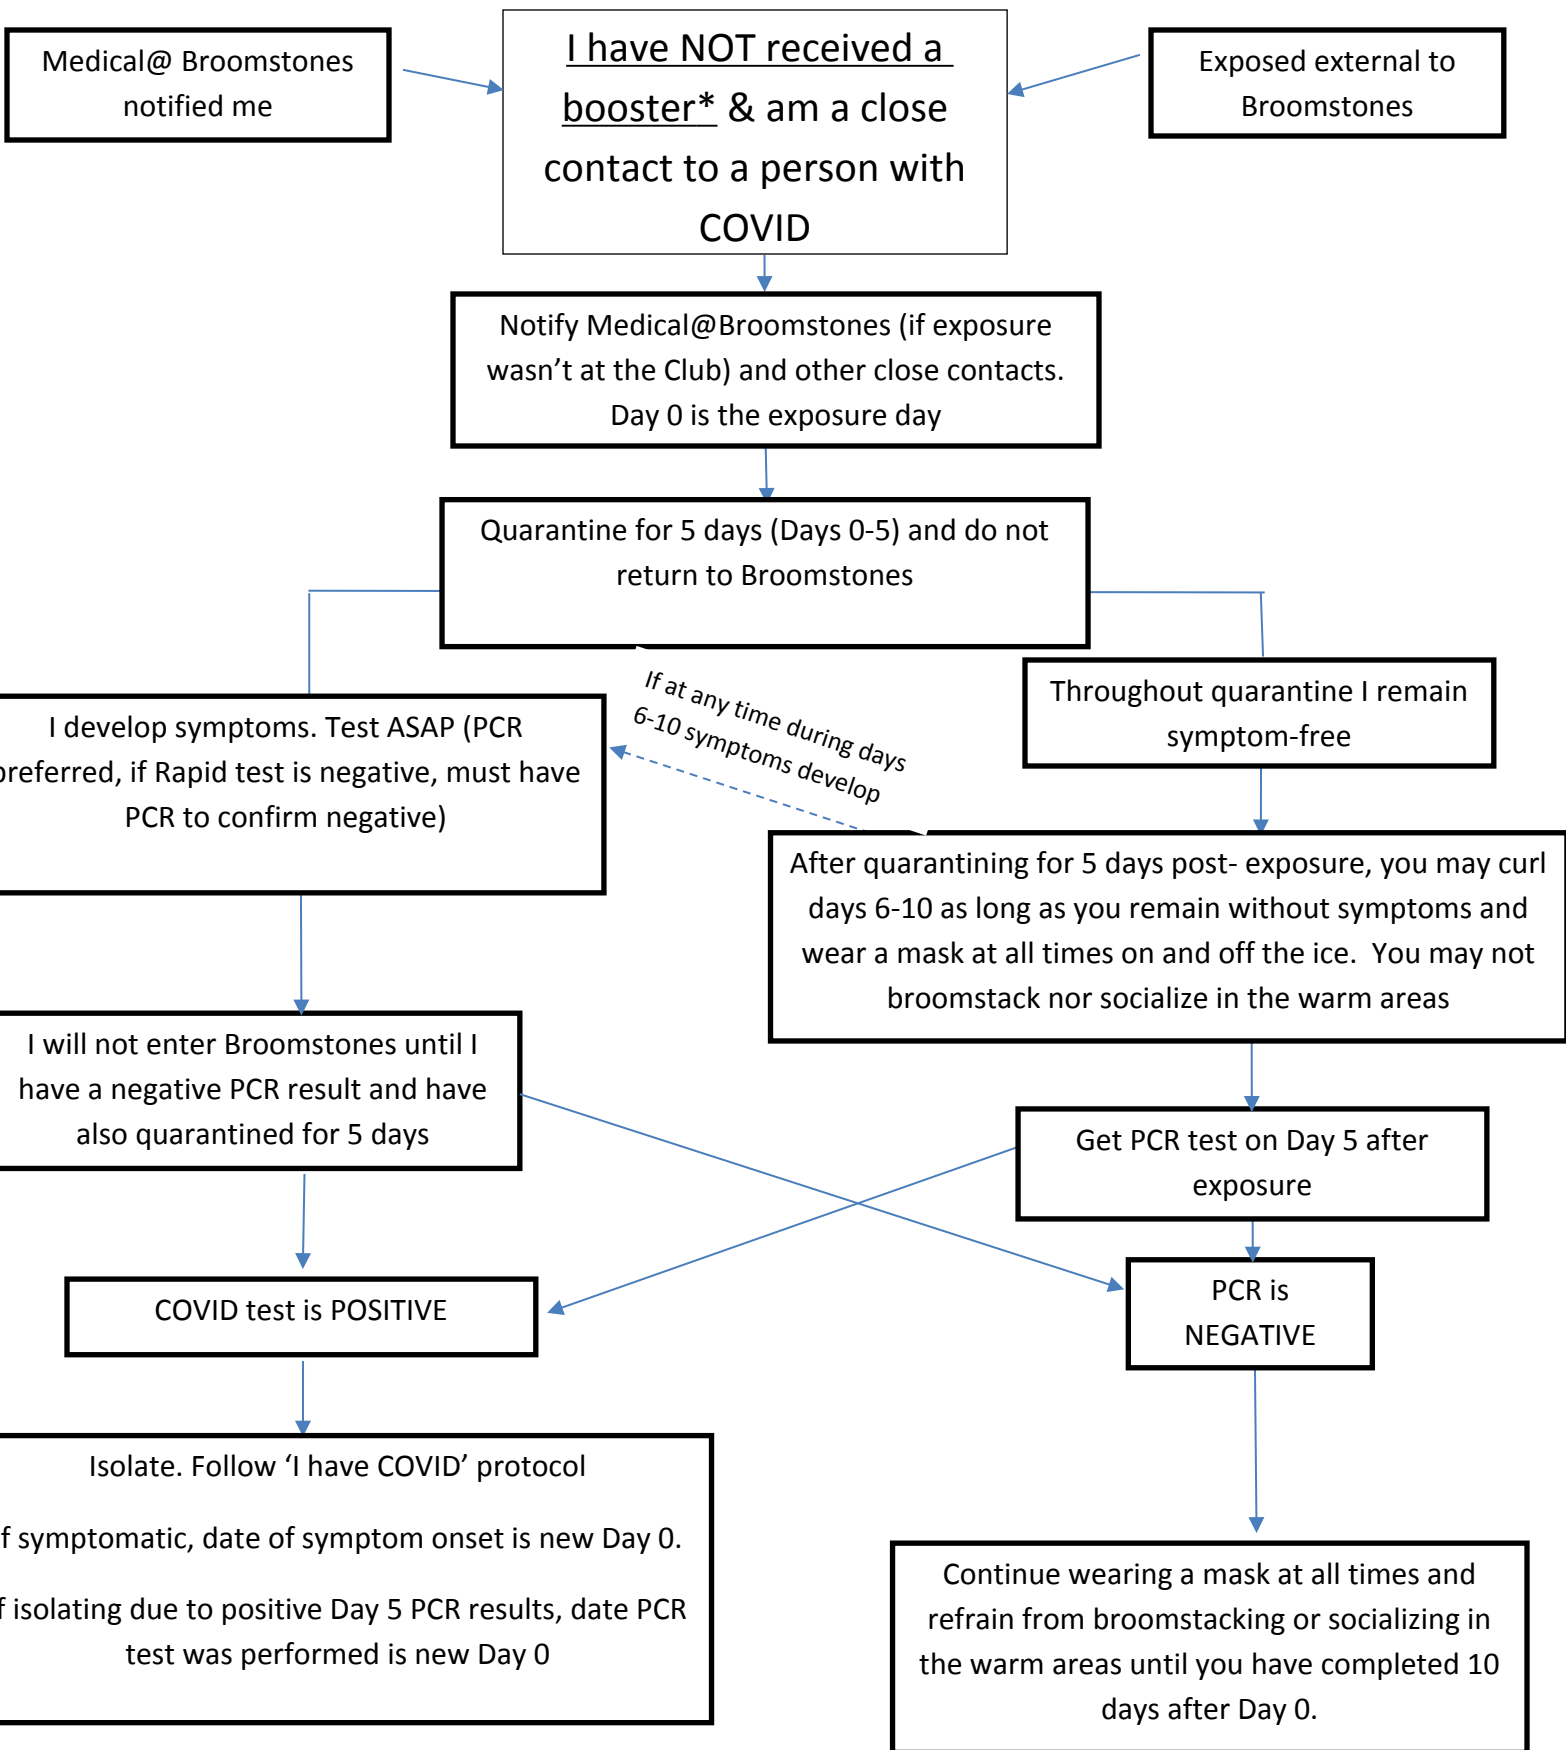 Medical@ Broomstones
notified me
I have NOT received a
booster* & am a close
contact to a person with
COVID
Exposed external to
Broomstones
Notify Medical@Broomstones (if exposure
wasn’t at the Club) and other close contacts.
Day 0 is the exposure day
Quarantine for 5 days (Days 0-5) and do not
return to Broomstones
If at any time during days
6-10 symptoms develop
Throughout quarantine I remain
symptom-free
I develop symptoms. Test ASAP (PCR
preferred, if Rapid test is negative, must have
PCR to confirm negative)
After quarantining for 5 days post- exposure, you may curl
days 6-10 as long as you remain without symptoms and
wear a mask at all times on and off the ice. You may not
broomstack nor socialize in the warm areas
I will not enter Broomstones until I
have a negative PCR result and have
also quarantined for 5 days
Get PCR test on Day 5 after
exposure
COVID test is POSITIVE
PCR is
NEGATIVE
Isolate. Follow ‘I have COVID’ protocol
f symptomatic, date of symptom onset is new Day 0.
f isolating due to positive Day 5 PCR results, date PCR
test was performed is new Day 0
Continue wearing a mask at all times and
refrain from broomstacking or socializing in
the warm areas until you have completed 10
days after Day 0.